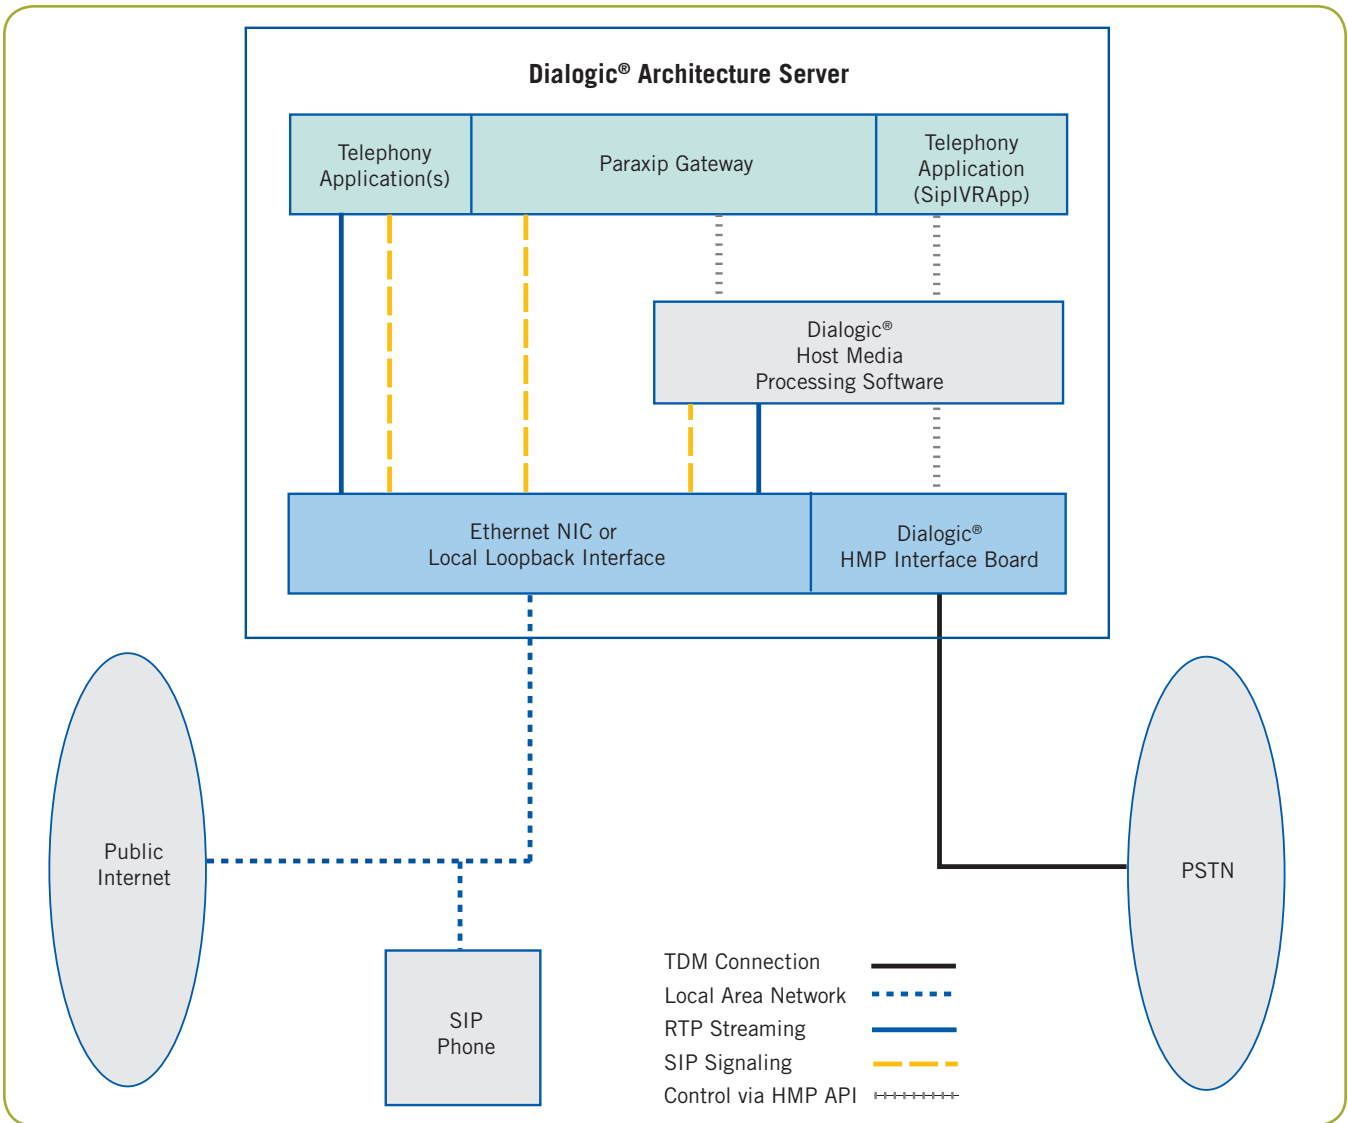 Dialogic® Architecture Server
Telephony
Application(s)
Paraxip Gateway
Telephony
Application
(SipIVRApp)
Dialogic®
Host Media
Processing Software
Ethernet NIC or
Local Loopback Interface
Dialogic®
HMP Interface Board
Public
Internet
PSTN
SIP
Phone
TDM Connection
Local Area Network
RTP Streaming
SIP Signaling
Control via HMP API